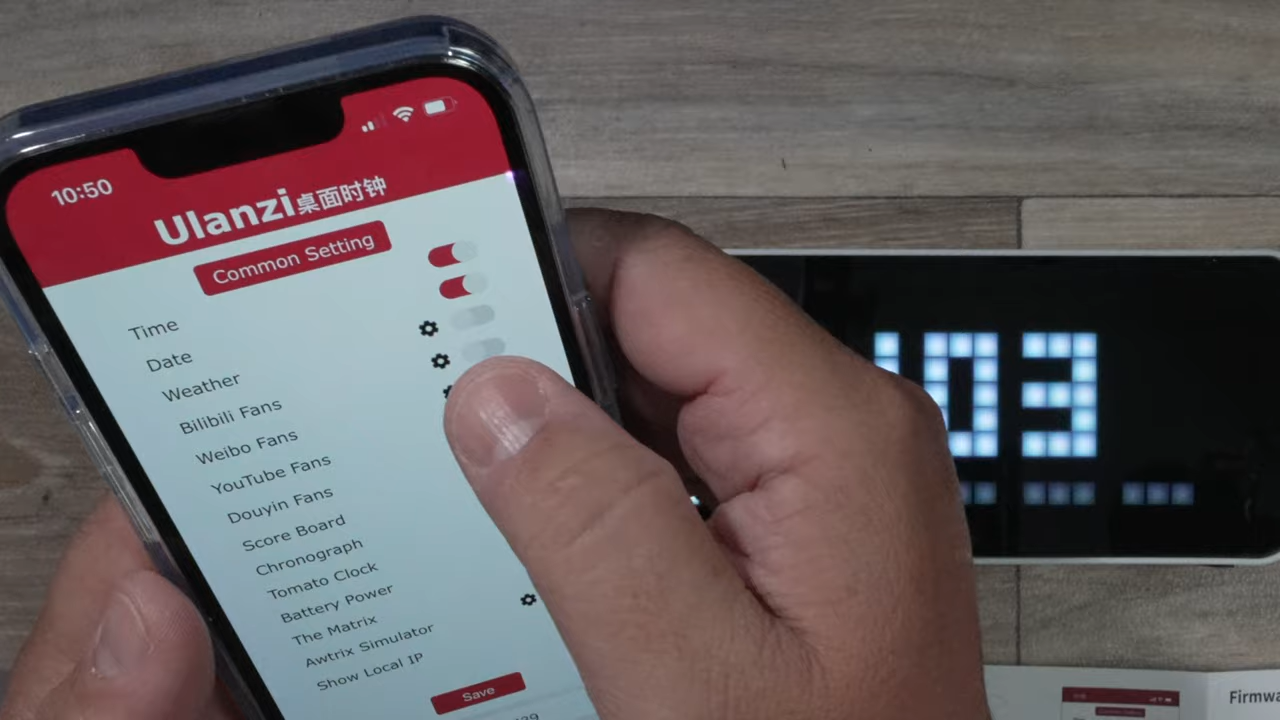 10:50
Ulanzi桌面时钟
Common Setting
Time
Date
Weather
Bilibili Fans
Weibo Fans
YouTube Fans
Douyin Fans
Score Board
Chronograph
Tomato Clock
Battery Power
The Matrix
Awtrix Simulator
Show Local IP
Save
03